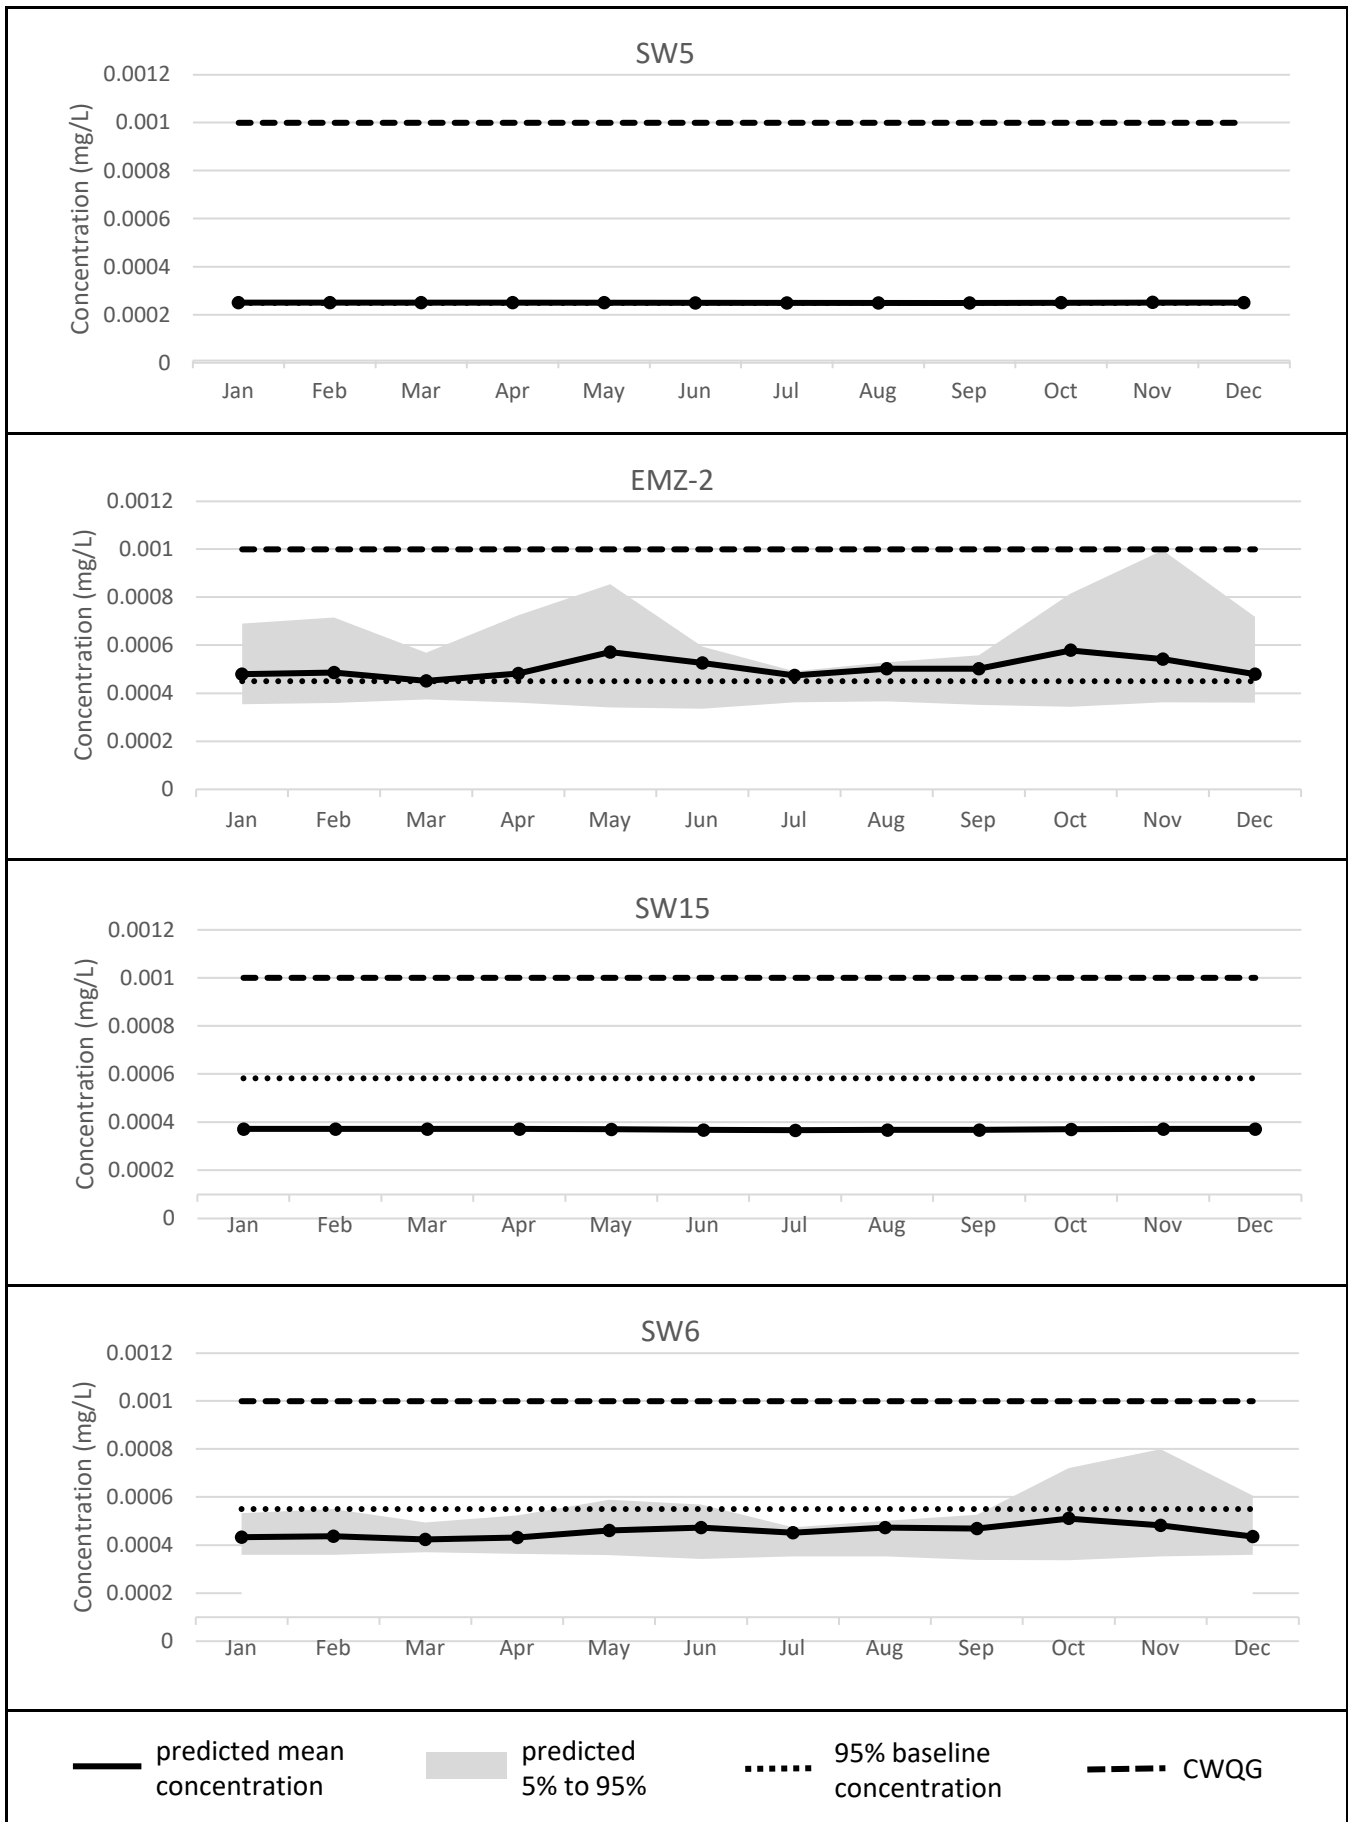 SW5
Concentration (mg/L)
0.0012
0.001
0.0008
0.0006
0.0004
0.0002
0
Jan Feb Mar Apr May Jun Jul Aug Sep Oct Nov Dec
EMZ-2
Concentration (mg/L)
0.0012
0.001
0.0008
0.0006
0.0004
0.0002
0
Jan Feb Mar Apr May Jun Jul Aug Sep Oct Nov Dec
SW15
Concentration (mg/L)
0.0012
0.001
0.0008
0.0006
0.0004
0.0002
0
Jan Feb Mar Apr May Jun Jul Aug Sep Oct Nov Dec
SW6
Concentration (mg/L)
0.0012
0.001
0.0008
0.0006
0.0004
0.0002
0
Jan Feb Mar Apr May Jun Jul Aug Sep Oct Nov Dec
predicted mean
concentration
predicted
5% to 95%
95% baseline
concentration
CWQG